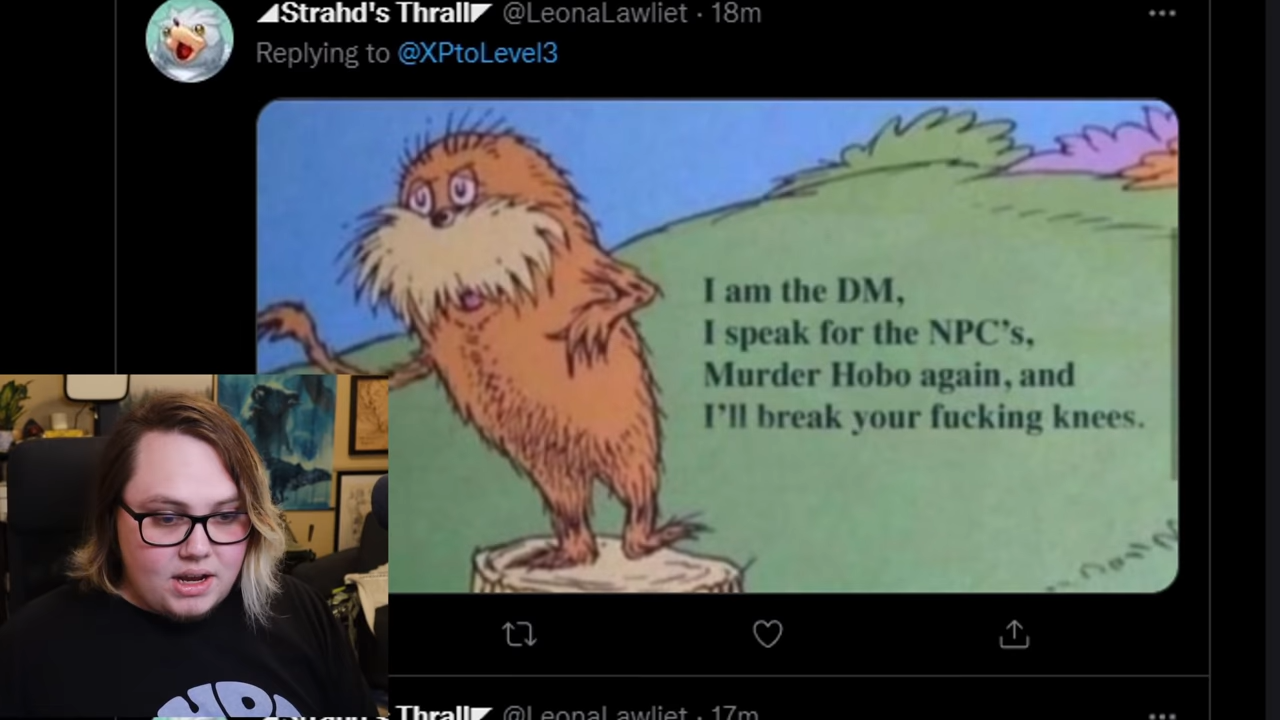 ◢Strahd's Thrall◤ @LeonaLawliet · 18m
Replying to @XPtoLevel3
I am the DM,
I speak for the NPC's,
Murder Hobo again, and
I'll break your fucking knees.
Strahd's Thrall◤ @LeonaLawliet · 17m